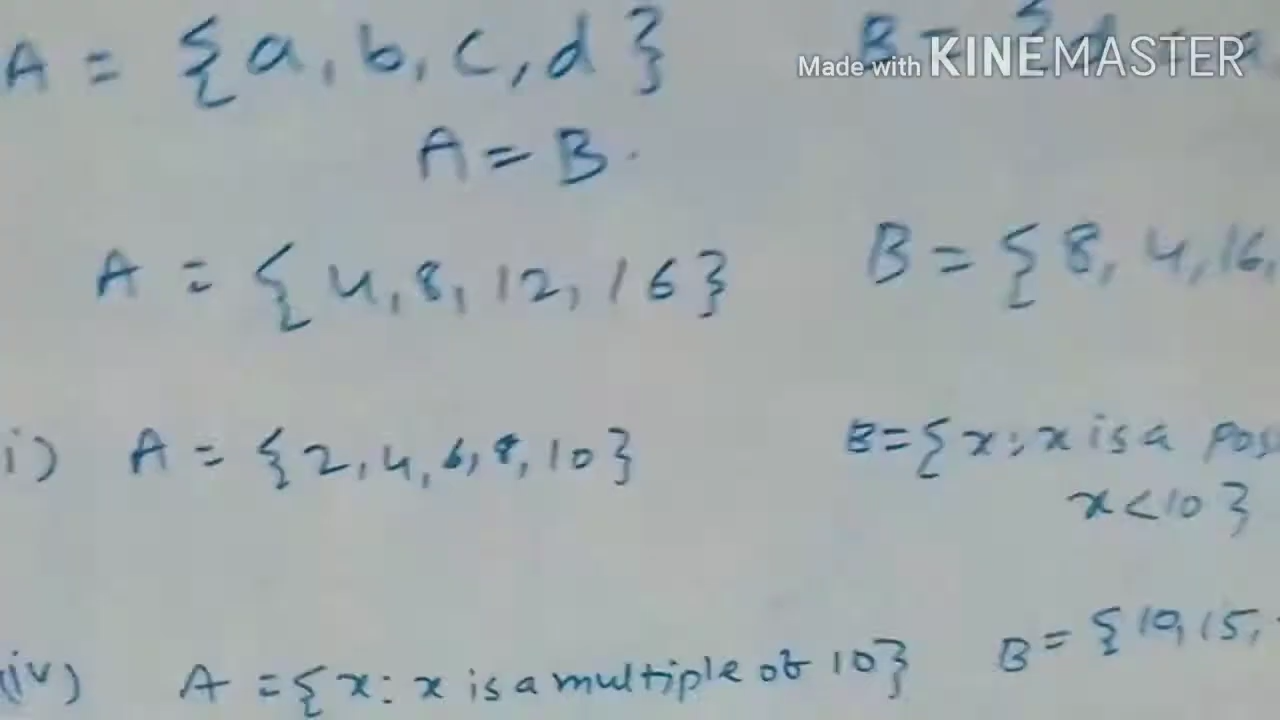 A = {a, b, c, d} B = {d
Made with KINEMASTER
A = B.
A = {4, 8, 12, 16} B = {8, 4, 16,
i) A = {2, 4, 6, 8, 10} B = {x : x is a pos
x < 10}
(iv) A = {x : x is a multiple of 10} B = {10, 15,